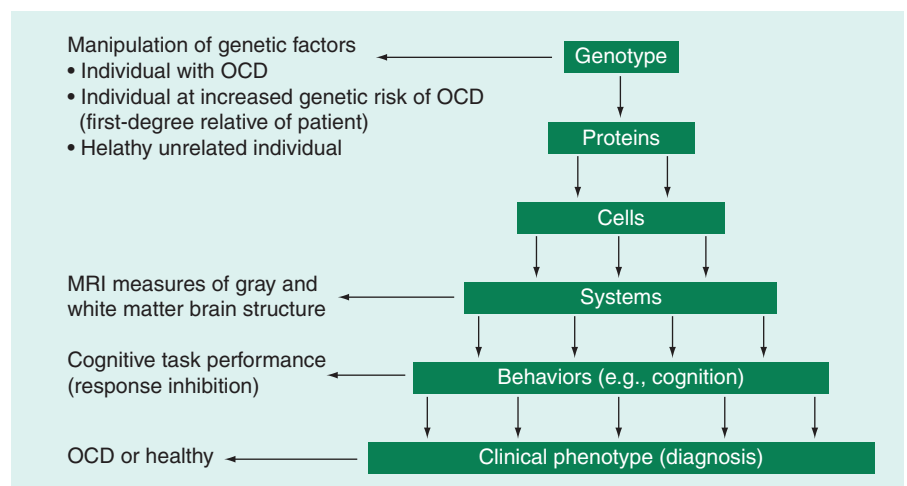 Manipulation of genetic factors
• Individual with OCD
• Individual at increased genetic risk of OCD
(first-degree relative of patient)
• Helathy unrelated individual
Genotype
Proteins
Cells
MRI measures of gray and
white matter brain structure
Systems
Cognitive task performance
(response inhibition)
Behaviors (e.g., cognition)
OCD or healthy
Clinical phenotype (diagnosis)